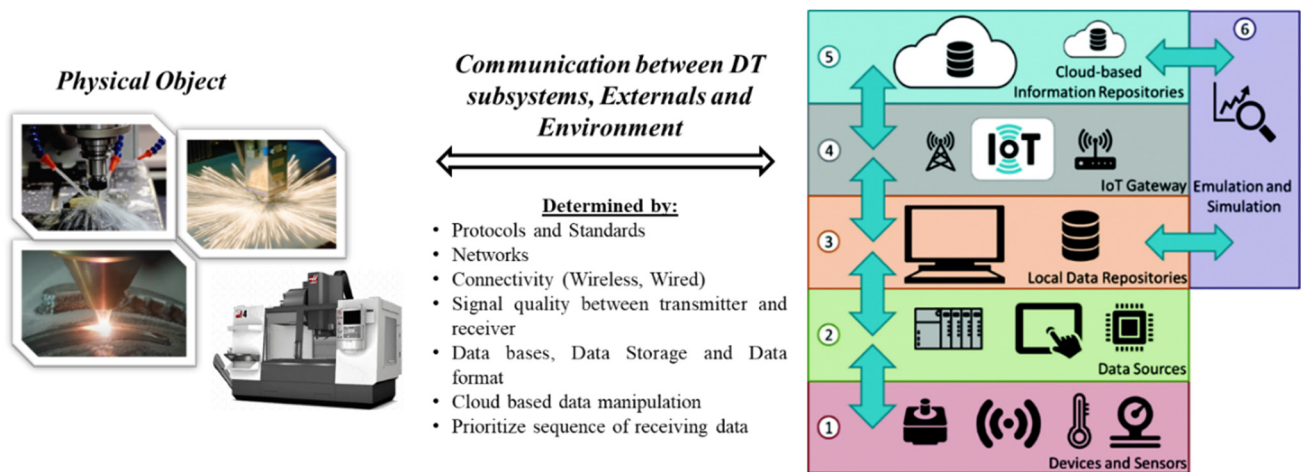 Physical Object
Communication between DT
subsystems, Externals and
Environment
Determined by:
• Protocols and Standards
• Networks
• Connectivity (Wireless, Wired)
• Signal quality between transmitter and
receiver
• Data bases, Data Storage and Data
format
• Cloud based data manipulation
• Prioritize sequence of receiving data
5
Cloud-based
Information Repositories
4
IoT
IoT Gateway
3
Local Data Repositories
2
Data Sources
1
Devices and Sensors
6
Emulation and
Simulation